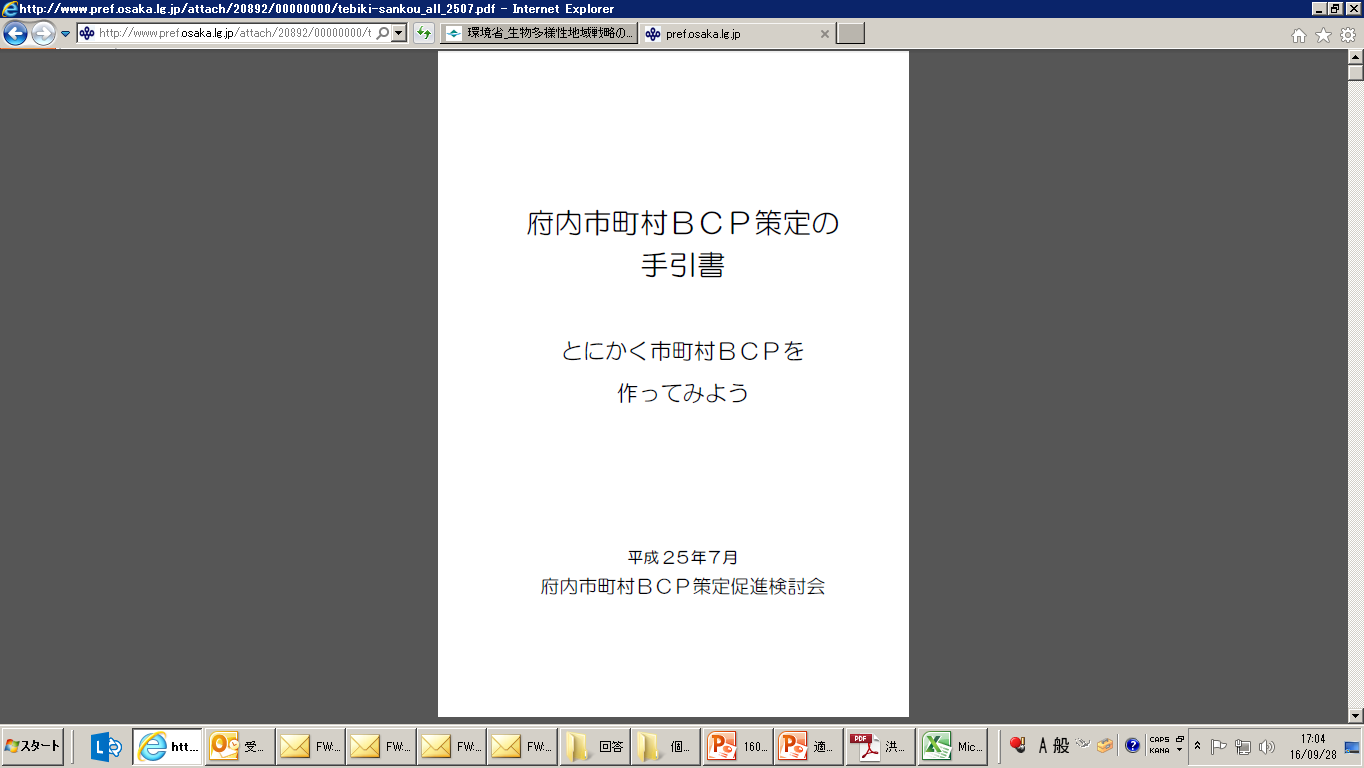 http://www.pref.osaka.lg.jp/attach/20892/00000000/tebiki-sankou_all_2507.pdf - Internet Explorer
http://www.pref.osaka.lg.jp/attach/20892/00000000/t
環境省_生物多様性地域戦略の...
pref.osaka.lg.jp
府内市町村ＢＣＰ策定の
手引書
とにかく市町村ＢＣＰを
作ってみよう
平成２５年７月
府内市町村ＢＣＰ策定促進検討会
スタート
htt...
受...
FW:...
FW:...
FW:...
FW:...
回答
個...
160...
適...
PDF
洪...
Mic...
A 般
CAPS
KANA
17:04
16/09/28